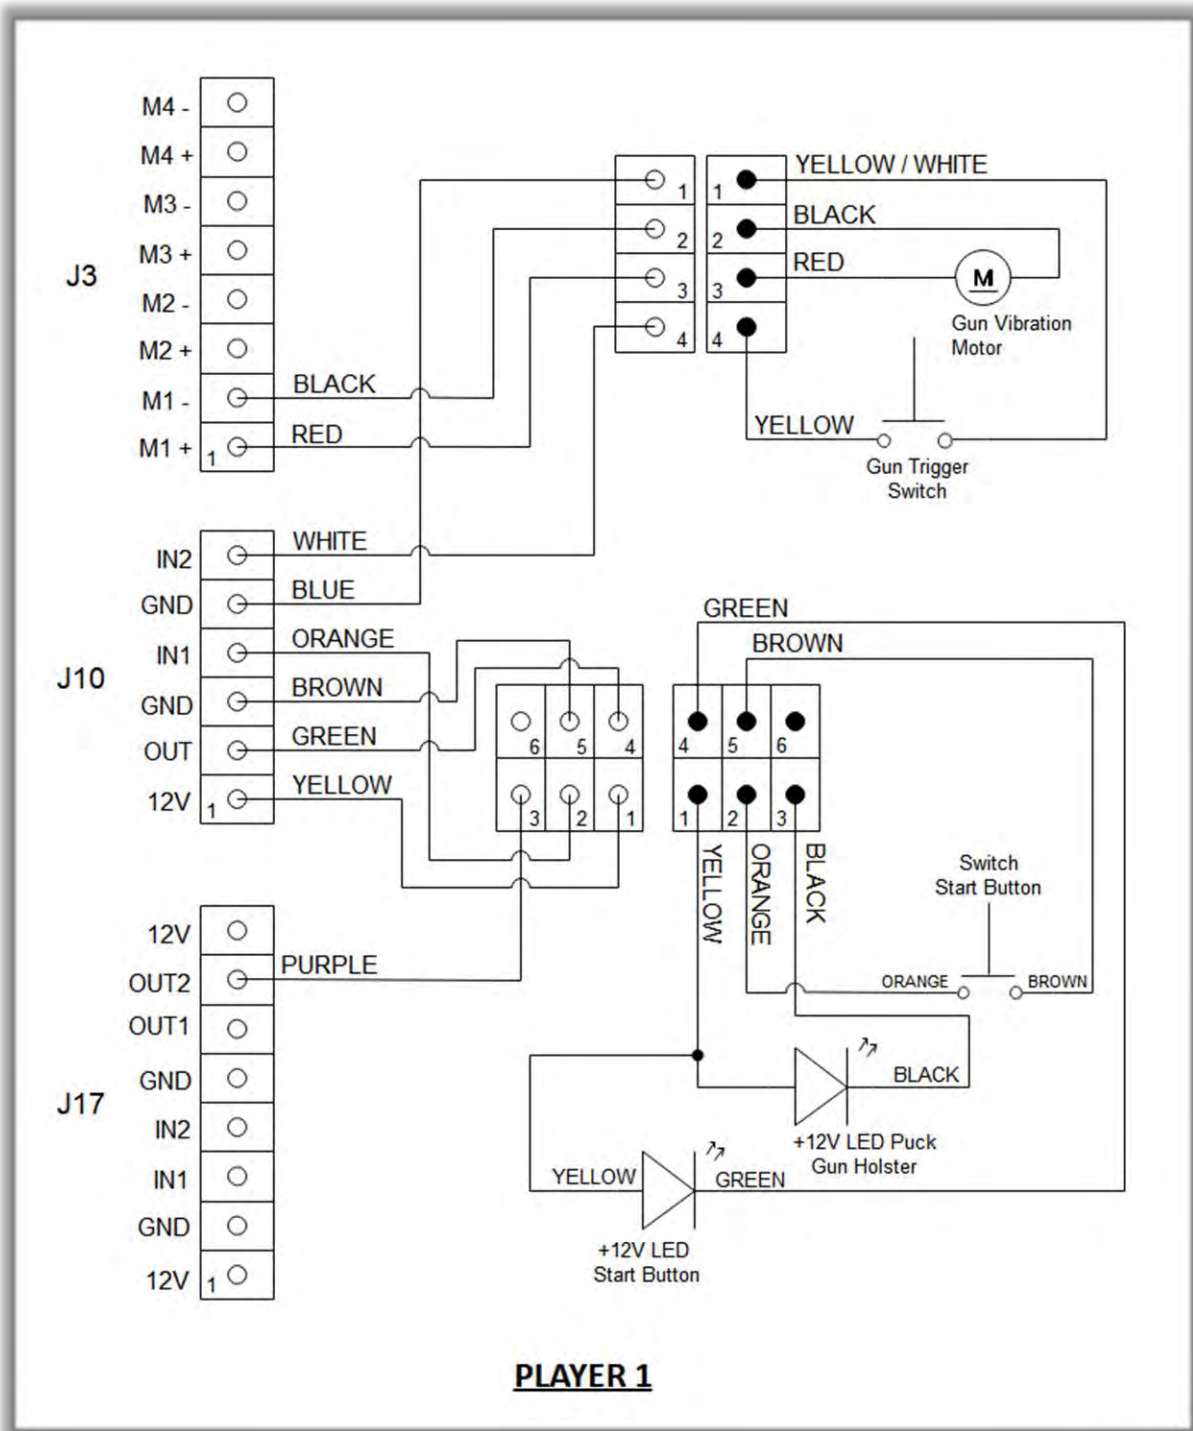 M4 -
M4 +
M3 -
M3 +
J3
M2 -
M2 +
M1 -
M1 +
1
BLACK
RED
1
2
3
4
1
2
3
4
YELLOW / WHITE
BLACK
RED
M
Gun Vibration
Motor
YELLOW
Gun Trigger
Switch
IN2
GND
IN1
J10
GND
OUT
12V
1
WHITE
BLUE
ORANGE
BROWN
GREEN
YELLOW
6
5
4
3
2
1
GREEN
BROWN
4
5
6
1
2
3
YELLOW
ORANGE
BLACK
Switch
Start Button
ORANGE
BROWN
12V
OUT2
OUT1
GND
J17
IN2
IN1
GND
12V
1
PURPLE
BLACK
+12V LED Puck
Gun Holster
YELLOW
GREEN
+12V LED
Start Button
PLAYER 1